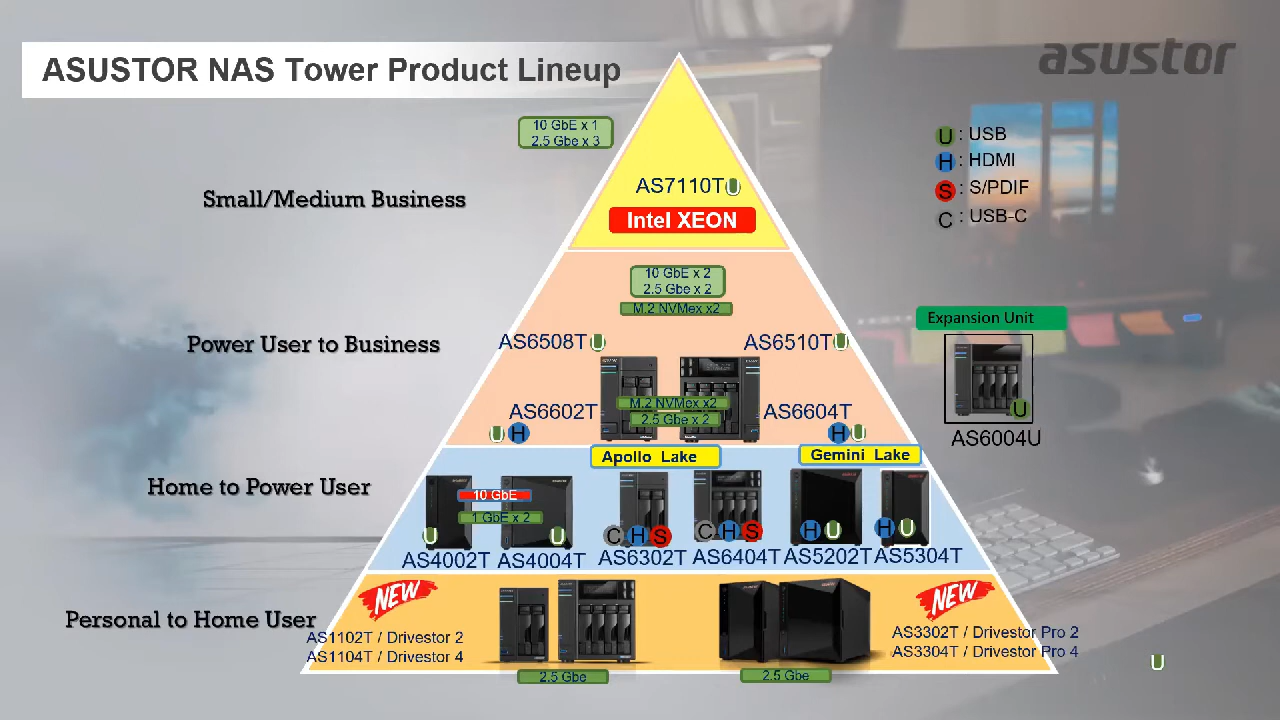 ASUSTOR NAS Tower Product Lineup
asustor
10 GbE x 1
2.5 Gbe x 3
U : USB
H : HDMI
S : S/PDIF
C : USB-C
AS7110T U
Small/Medium Business
Intel XEON
10 GbE x 2
2.5 Gbe x 2
M.2 NVMex x2
Expansion Unit
Power User to Business
AS6508T U
AS6510T U
M.2 NVMex x2
2.5 Gbe x 2
AS6602T
AS6604T
U H
H U
U
AS6004U
Apollo Lake
Gemini Lake
Home to Power User
10 GbE
1 GbE x 2
U
U
C H S
C H S
H U
H U
AS4002T
AS4004T
AS6302T
AS6404T
AS5202T
AS5304T
NEW
NEW
Personal to Home User
AS1102T / Drivestor 2
AS1104T / Drivestor 4
AS3302T / Drivestor Pro 2
AS3304T / Drivestor Pro 4
U
2.5 Gbe
2.5 Gbe